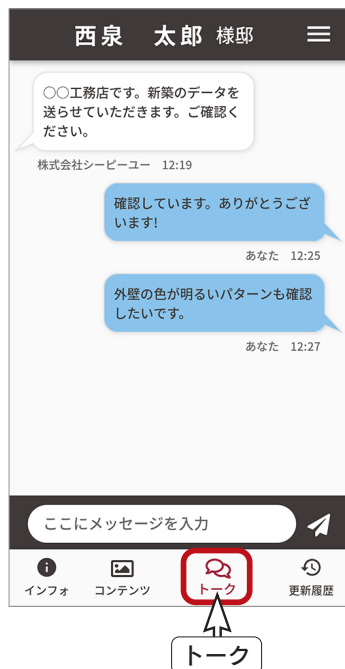 西泉　太郎 様邸
○○工務店です。新築のデータを
送らせていただきます。ご確認く
ださい。
株式会社シーピーユー　12:19
確認しています。ありがとうござ
います!
あなた　12:25
外壁の色が明るいパターンも確認
したいです。
あなた　12:27
ここにメッセージを入力
インフォ　コンテンツ　トーク　更新履歴
トーク